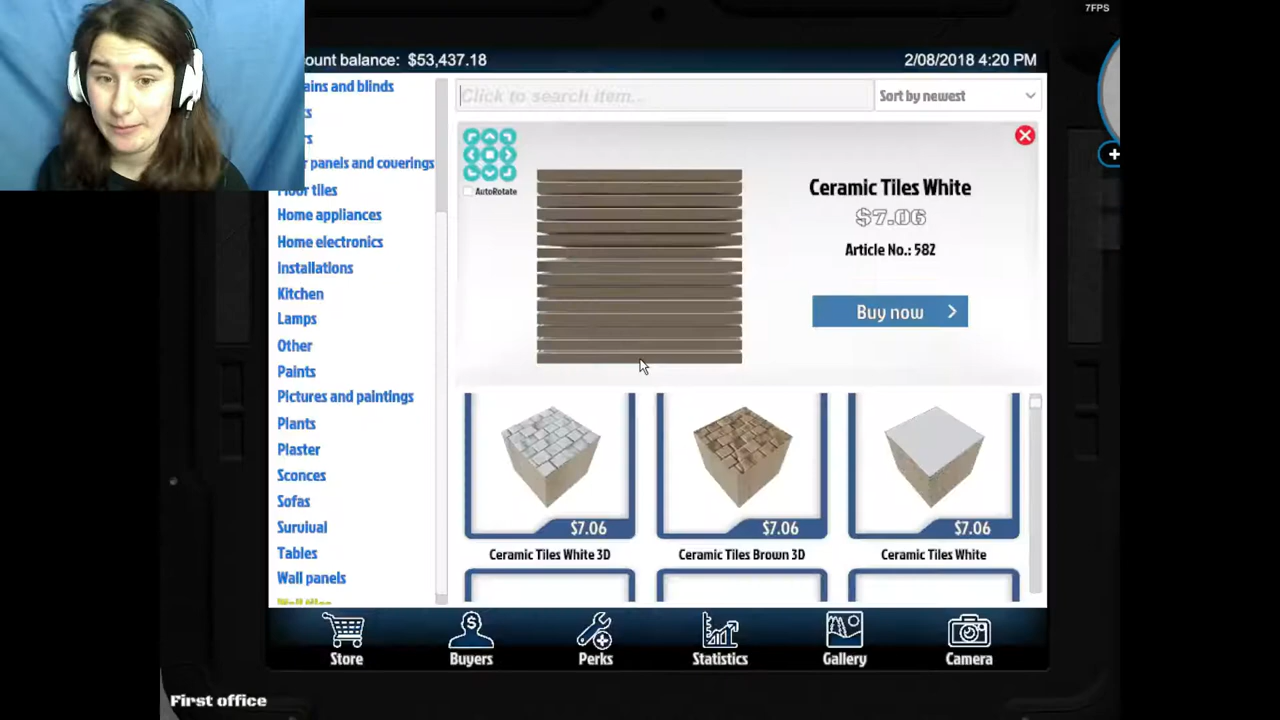 7FPS
ount balance: $53,437.18
2/08/2018 4:20 PM
ains and blinds
panels and coverings
Floor tiles
Home appliances
Home electronics
Installations
Kitchen
Lamps
Other
Paints
Pictures and paintings
Plants
Plaster
Sconces
Sofas
Survival
Tables
Wall panels
Wall tiles
Click to search item...
Sort by newest
AutoRotate
Ceramic Tiles White
$7.06
Article No.: 582
Buy now
$7.06
$7.06
$7.06
Ceramic Tiles White 3D
Ceramic Tiles Brown 3D
Ceramic Tiles White
Store
Buyers
Perks
Statistics
Gallery
Camera
First office